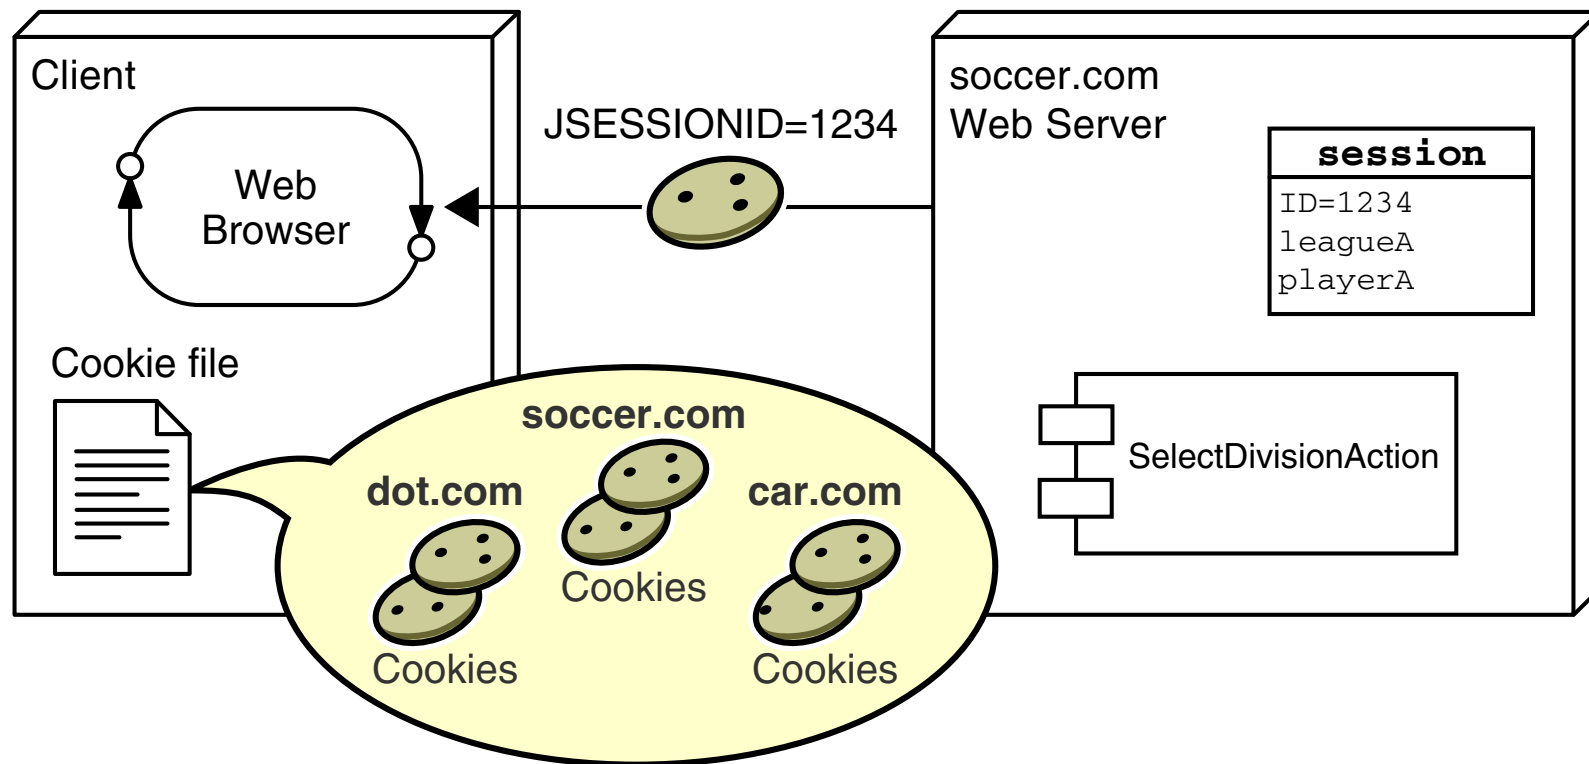 Client
Web
Browser
Cookie file
JSESSIONID=1234
soccer.com
Web Server
session
ID=1234
leagueA
playerA
SelectDivisionAction
soccer.com
Cookies
dot.com
Cookies
car.com
Cookies